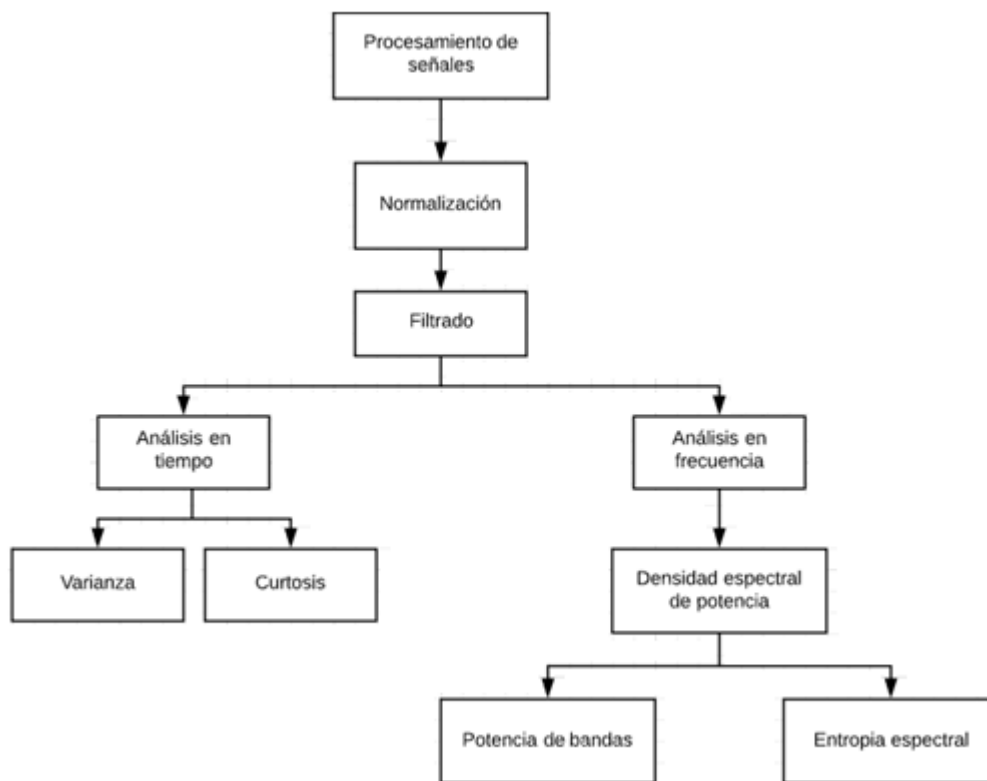 Procesamiento de
señales
Normalización
Filtrado
Análisis en
tiempo
Análisis en
frecuencia
Varianza
Curtosis
Densidad espectral
de potencia
Potencia de bandas
Entropia espectral